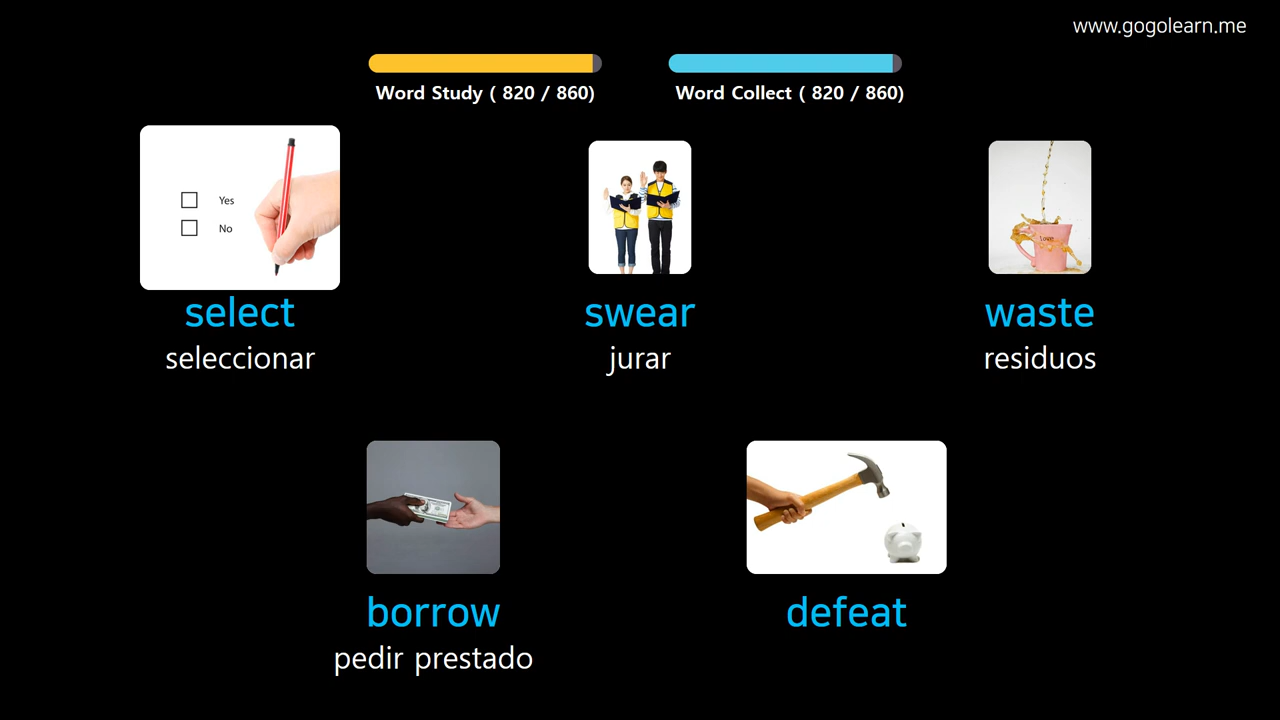 www.gogolearn.me
Word Study ( 820 / 860)
Word Collect ( 820 / 860)
Yes
No
love
select
swear
waste
seleccionar
jurar
residuos
borrow
defeat
pedir prestado